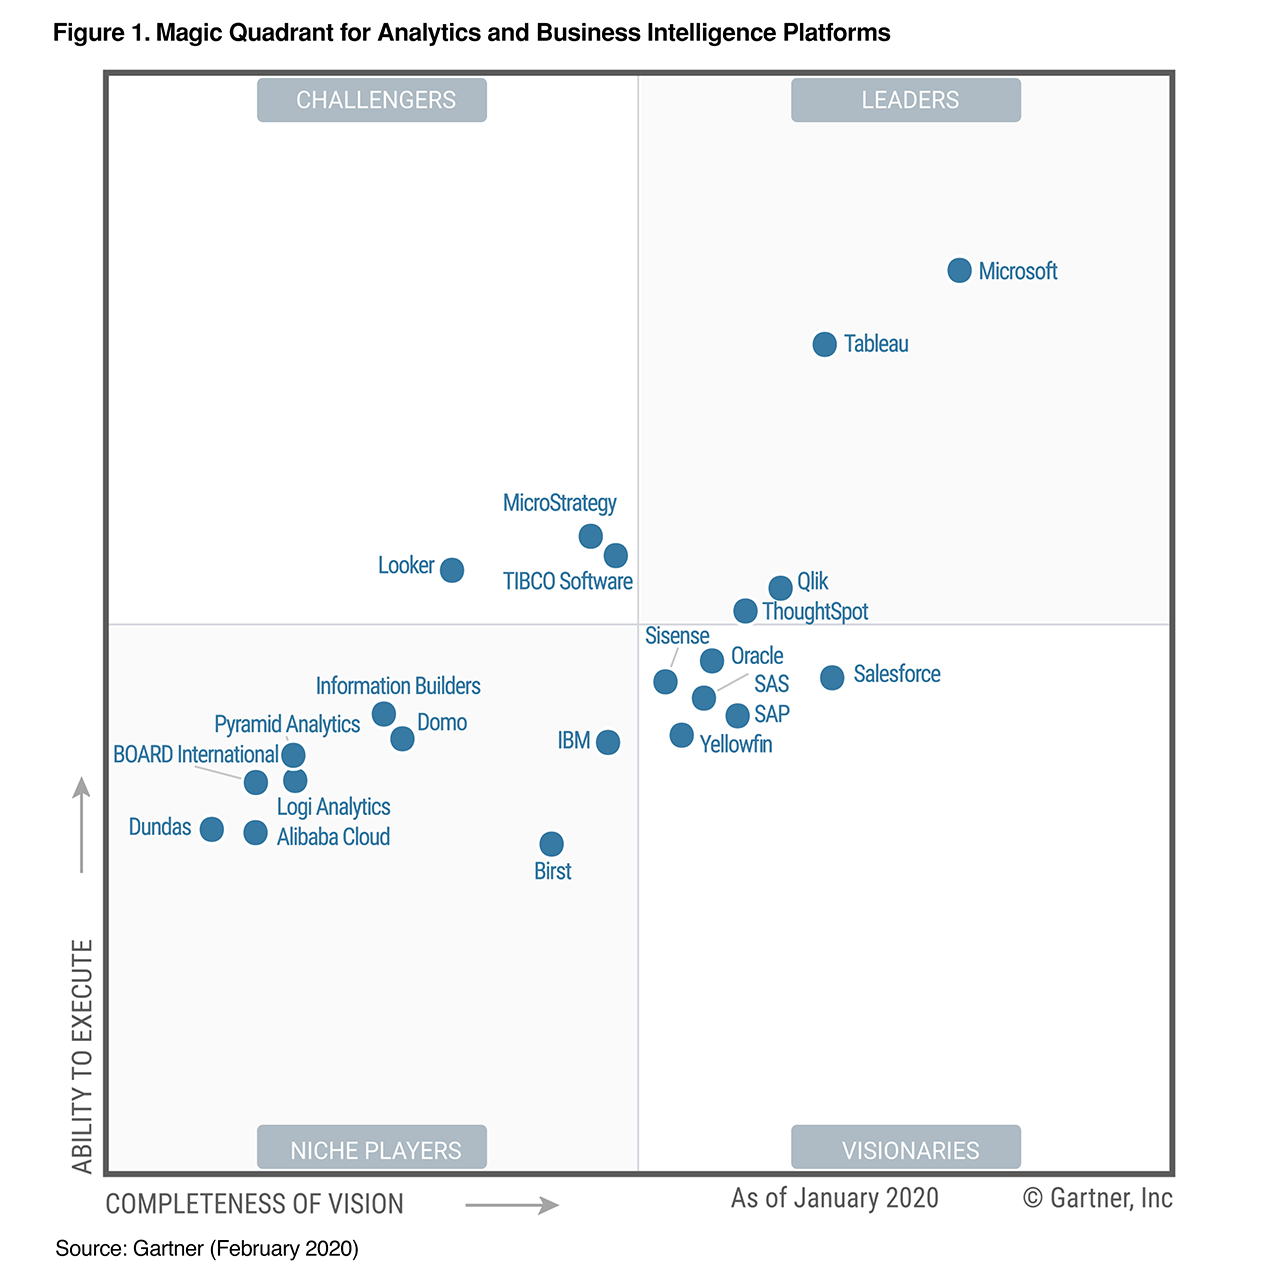 Figure 1. Magic Quadrant for Analytics and Business Intelligence Platforms
CHALLENGERS
LEADERS
Microsoft
Tableau
MicroStrategy
Looker
TIBCO Software
Qlik
ThoughtSpot
Sisense
Oracle
Salesforce
SAS
SAP
Yellowfin
Information Builders
Domo
Pyramid Analytics
IBM
BOARD International
Logi Analytics
Dundas
Alibaba Cloud
Birst
ABILITY TO EXECUTE
NICHE PLAYERS
VISIONARIES
COMPLETENESS OF VISION
As of January 2020
© Gartner, Inc
Source: Gartner (February 2020)